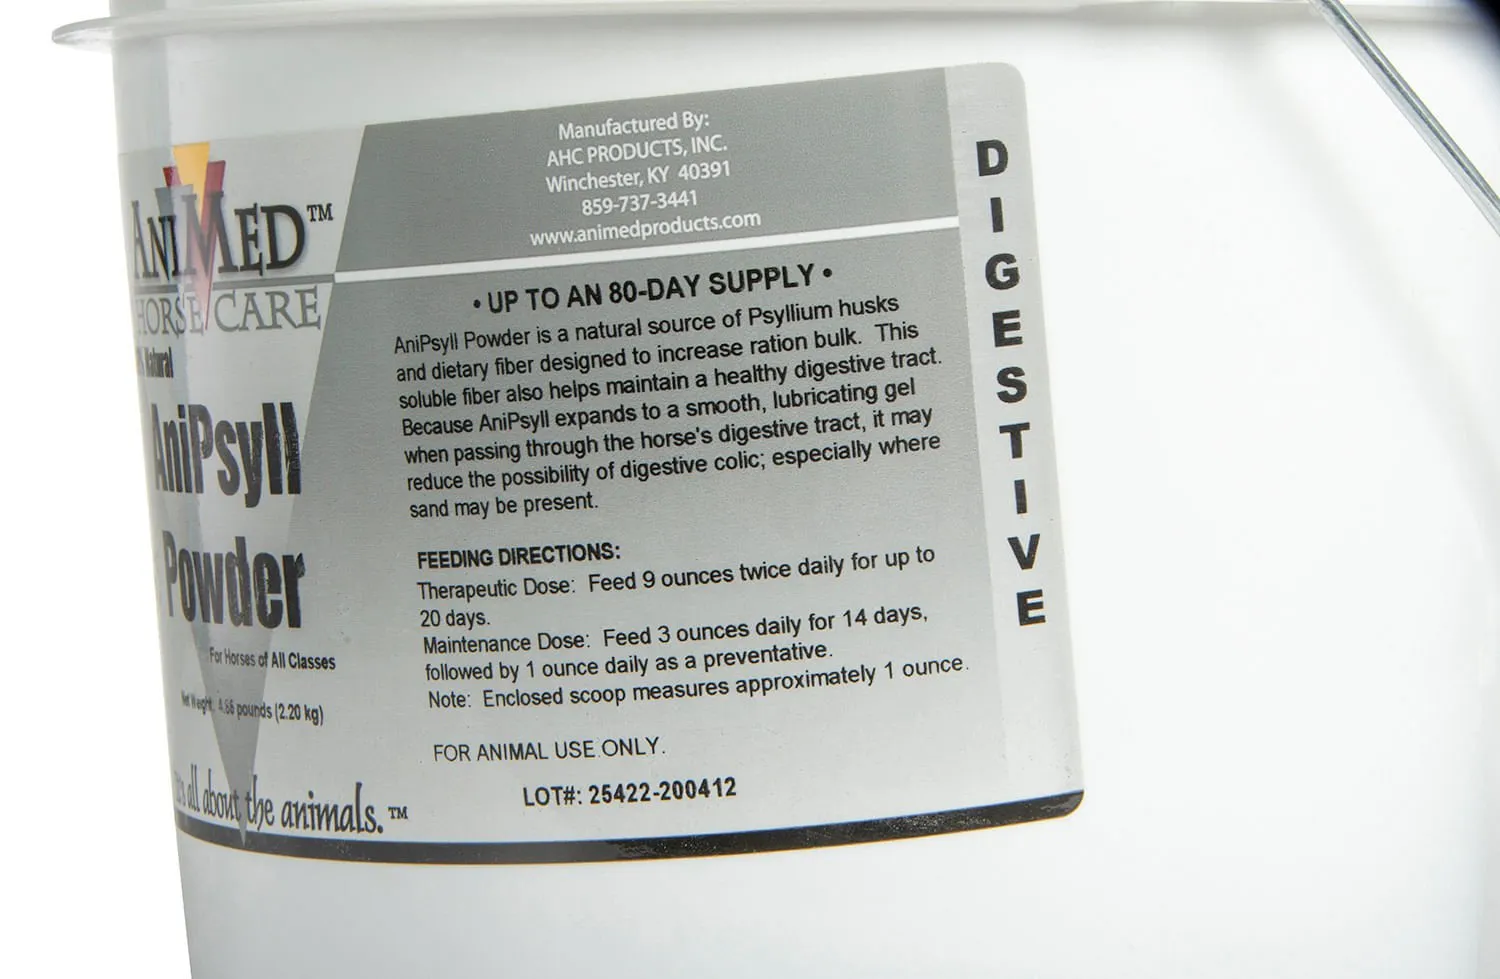 ANIMED™
HORSE CARE
Natural
AniPsyll
Powder
For Horses of All Classes
Net Weight: 4.86 pounds (2.20 kg)
it's all about the animals.™
Manufactured By:
AHC PRODUCTS, INC.
Winchester, KY 40391
859-737-3441
www.animedproducts.com
• UP TO AN 80-DAY SUPPLY •
AniPsyll Powder is a natural source of Psyllium husks
and dietary fiber designed to increase ration bulk. This
soluble fiber also helps maintain a healthy digestive tract.
Because AniPsyll expands to a smooth, lubricating gel
when passing through the horse's digestive tract, it may
reduce the possibility of digestive colic; especially where
sand may be present.
FEEDING DIRECTIONS:
Therapeutic Dose: Feed 9 ounces twice daily for up to
20 days.
Maintenance Dose: Feed 3 ounces daily for 14 days,
followed by 1 ounce daily as a preventative.
Note: Enclosed scoop measures approximately 1 ounce.
FOR ANIMAL USE ONLY.
LOT#: 25422-200412
DIGESTIVE